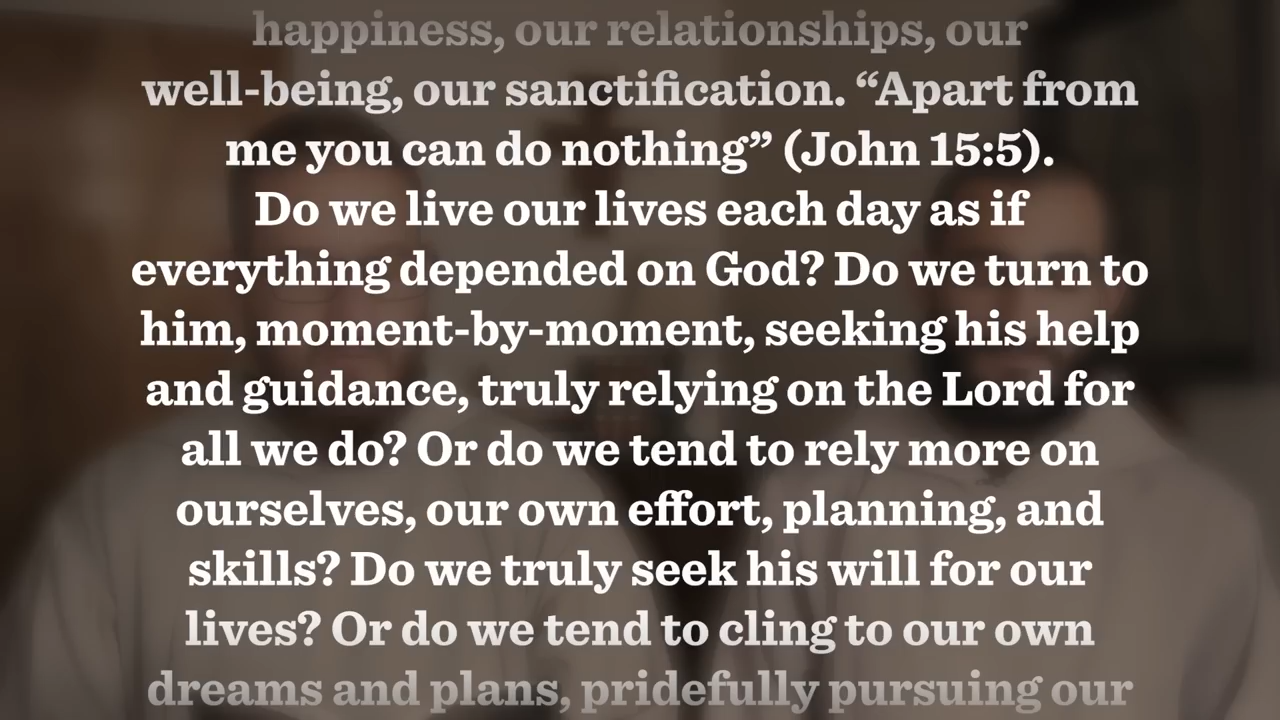 happiness, our relationships, our
well-being, our sanctification. “Apart from
me you can do nothing” (John 15:5).
Do we live our lives each day as if
everything depended on God? Do we turn to
him, moment-by-moment, seeking his help
and guidance, truly relying on the Lord for
all we do? Or do we tend to rely more on
ourselves, our own effort, planning, and
skills? Do we truly seek his will for our
lives? Or do we tend to cling to our own
dreams and plans, pridefully pursuing our